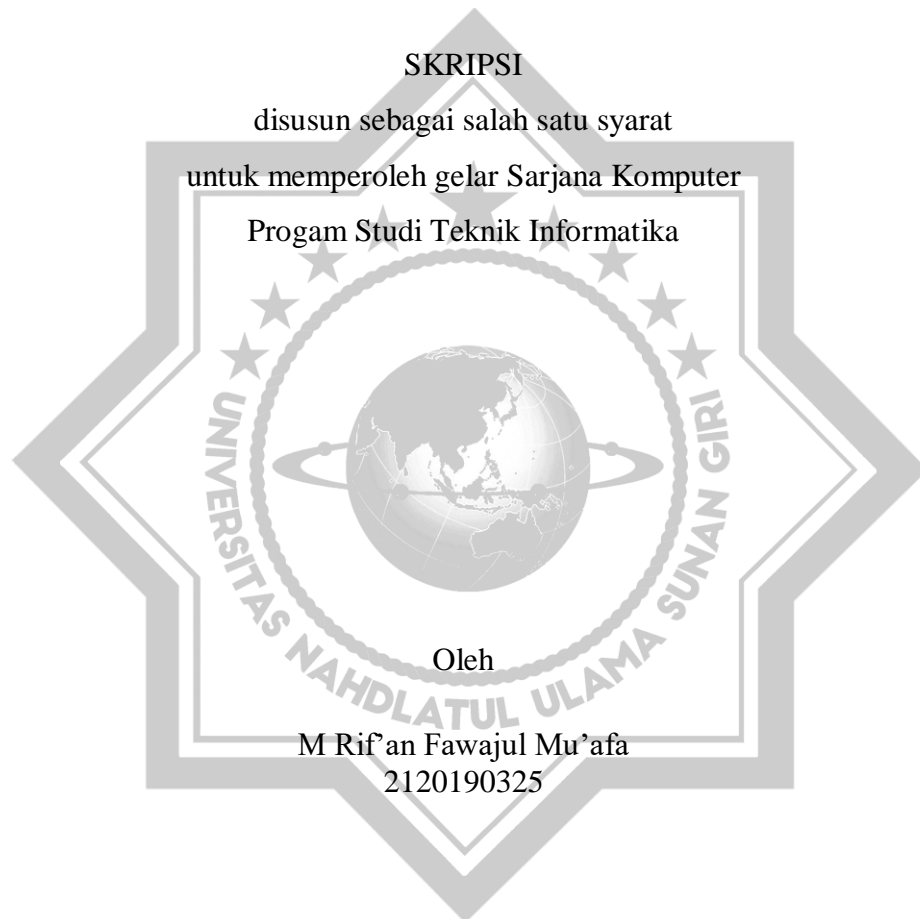 SKRIPSI
disusun sebagai salah satu syarat
untuk memperoleh gelar Sarjana Komputer
Progam Studi Teknik Informatika
UNIVERSITAS NAHDLATUL ULAMA SUNAN GIRI
Oleh
M Rif’an Fawajul Mu’afa
2120190325